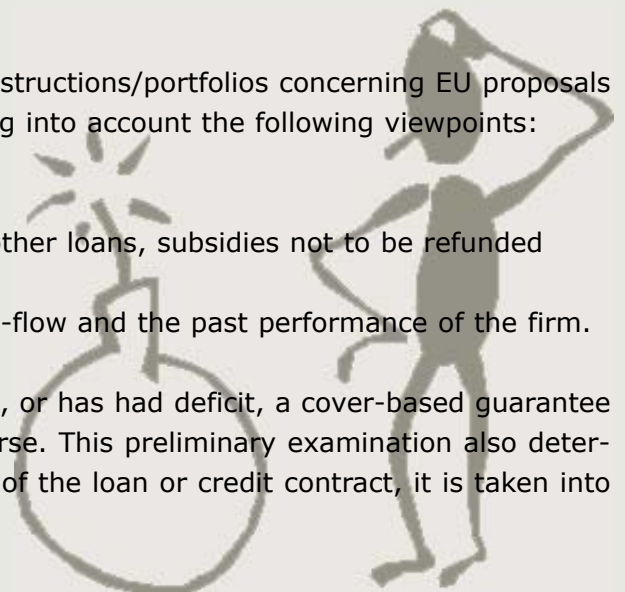 structions/portfolios concerning EU proposals
g into account the following viewpoints:
other loans, subsidies not to be refunded
-flow and the past performance of the firm.
, or has had deficit, a cover-based guarantee
rse. This preliminary examination also deter-
of the loan or credit contract, it is taken into